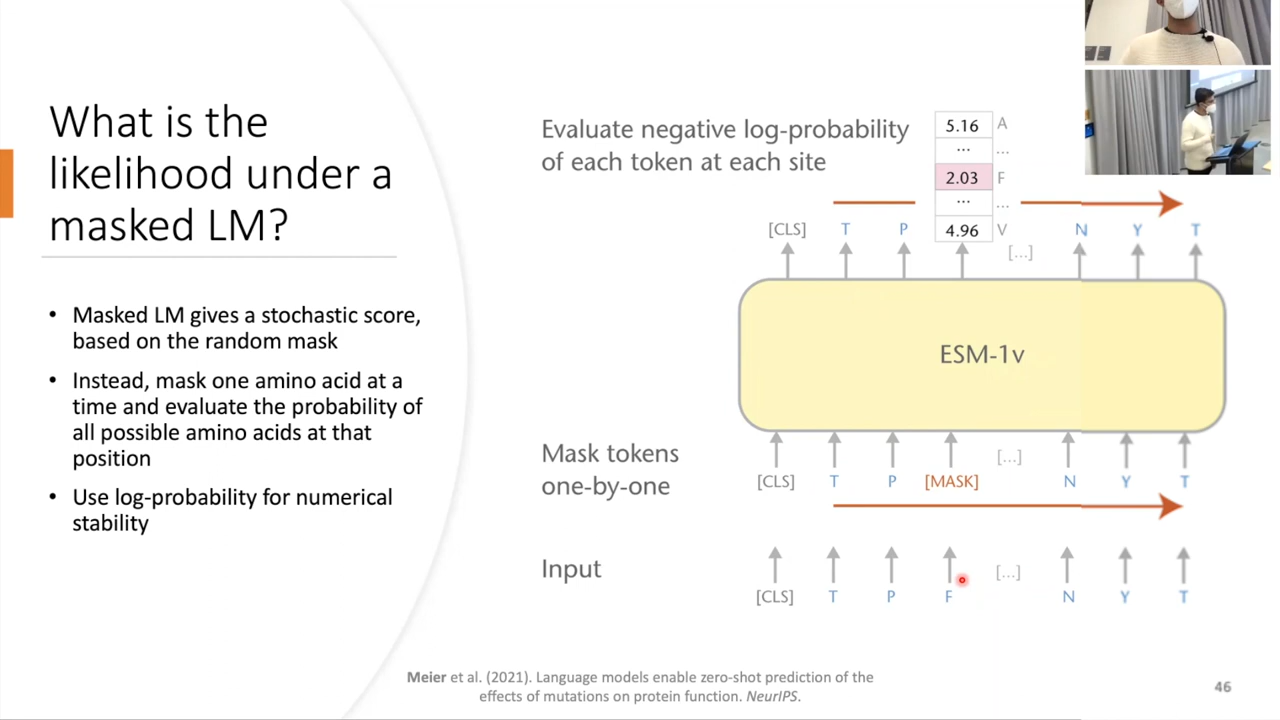 What is the
likelihood under a
masked LM?
• Masked LM gives a stochastic score,
based on the random mask
• Instead, mask one amino acid at a
time and evaluate the probability of
all possible amino acids at that
position
• Use log-probability for numerical
stability
Evaluate negative log-probability
of each token at each site
5.16 A
... ...
2.03 F
... ...
4.96 V
[CLS] T P [...] N Y T
ESM-1v
Mask tokens
one-by-one
[CLS] T P [MASK] [...] N Y T
Input
[CLS] T P F [...] N Y T
Meier et al. (2021). Language models enable zero-shot prediction of the
effects of mutations on protein function. NeurIPS.
46